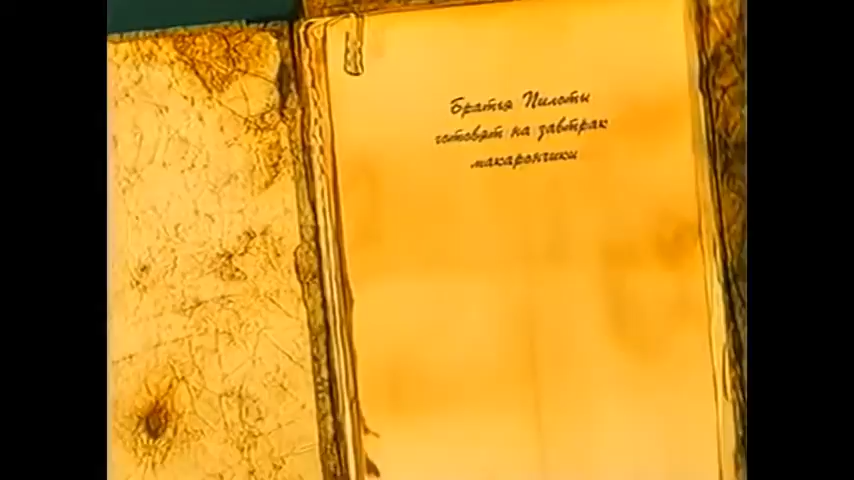 Братья Пилоты
готовят на завтрак
макарончики